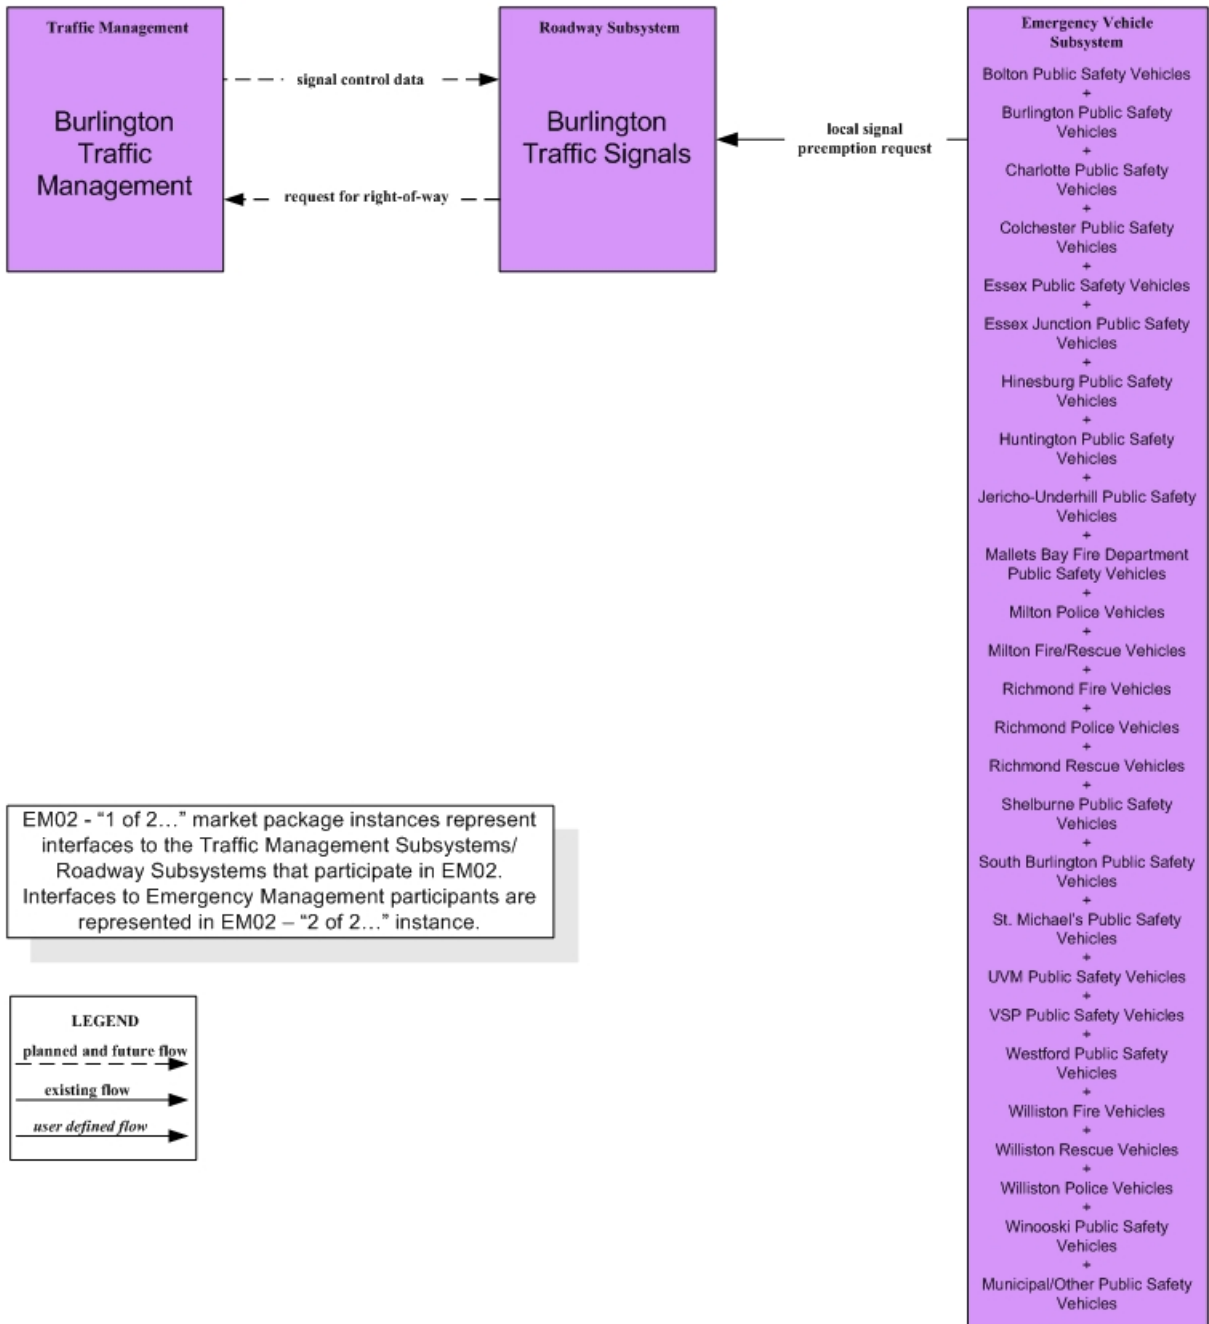 Traffic Management
Burlington
Traffic
Management
signal control data
request for right-of-way
Roadway Subsystem
Burlington
Traffic Signals
local signal
preemption request
Emergency Vehicle
Subsystem
Bolton Public Safety Vehicles
+
Burlington Public Safety
Vehicles
+
Charlotte Public Safety
Vehicles
+
Colchester Public Safety
Vehicles
+
Essex Public Safety Vehicles
+
Essex Junction Public Safety
Vehicles
+
Hinesburg Public Safety
Vehicles
+
Huntington Public Safety
Vehicles
+
Jericho-Underhill Public Safety
Vehicles
+
Mallets Bay Fire Department
Public Safety Vehicles
+
Milton Police Vehicles
+
Milton Fire/Rescue Vehicles
+
Richmond Fire Vehicles
+
Richmond Police Vehicles
+
Richmond Rescue Vehicles
+
Shelburne Public Safety
Vehicles
+
South Burlington Public Safety
Vehicles
+
St. Michael's Public Safety
Vehicles
+
UVM Public Safety Vehicles
+
VSP Public Safety Vehicles
+
Westford Public Safety
Vehicles
+
Williston Fire Vehicles
+
Williston Rescue Vehicles
+
Williston Police Vehicles
+
Winooski Public Safety
Vehicles
+
Municipal/Other Public Safety
Vehicles
EM02 - “1 of 2…” market package instances represent
interfaces to the Traffic Management Subsystems/
Roadway Subsystems that participate in EM02.
Interfaces to Emergency Management participants are
represented in EM02 – “2 of 2…” instance.
LEGEND
planned and future flow
existing flow
user defined flow